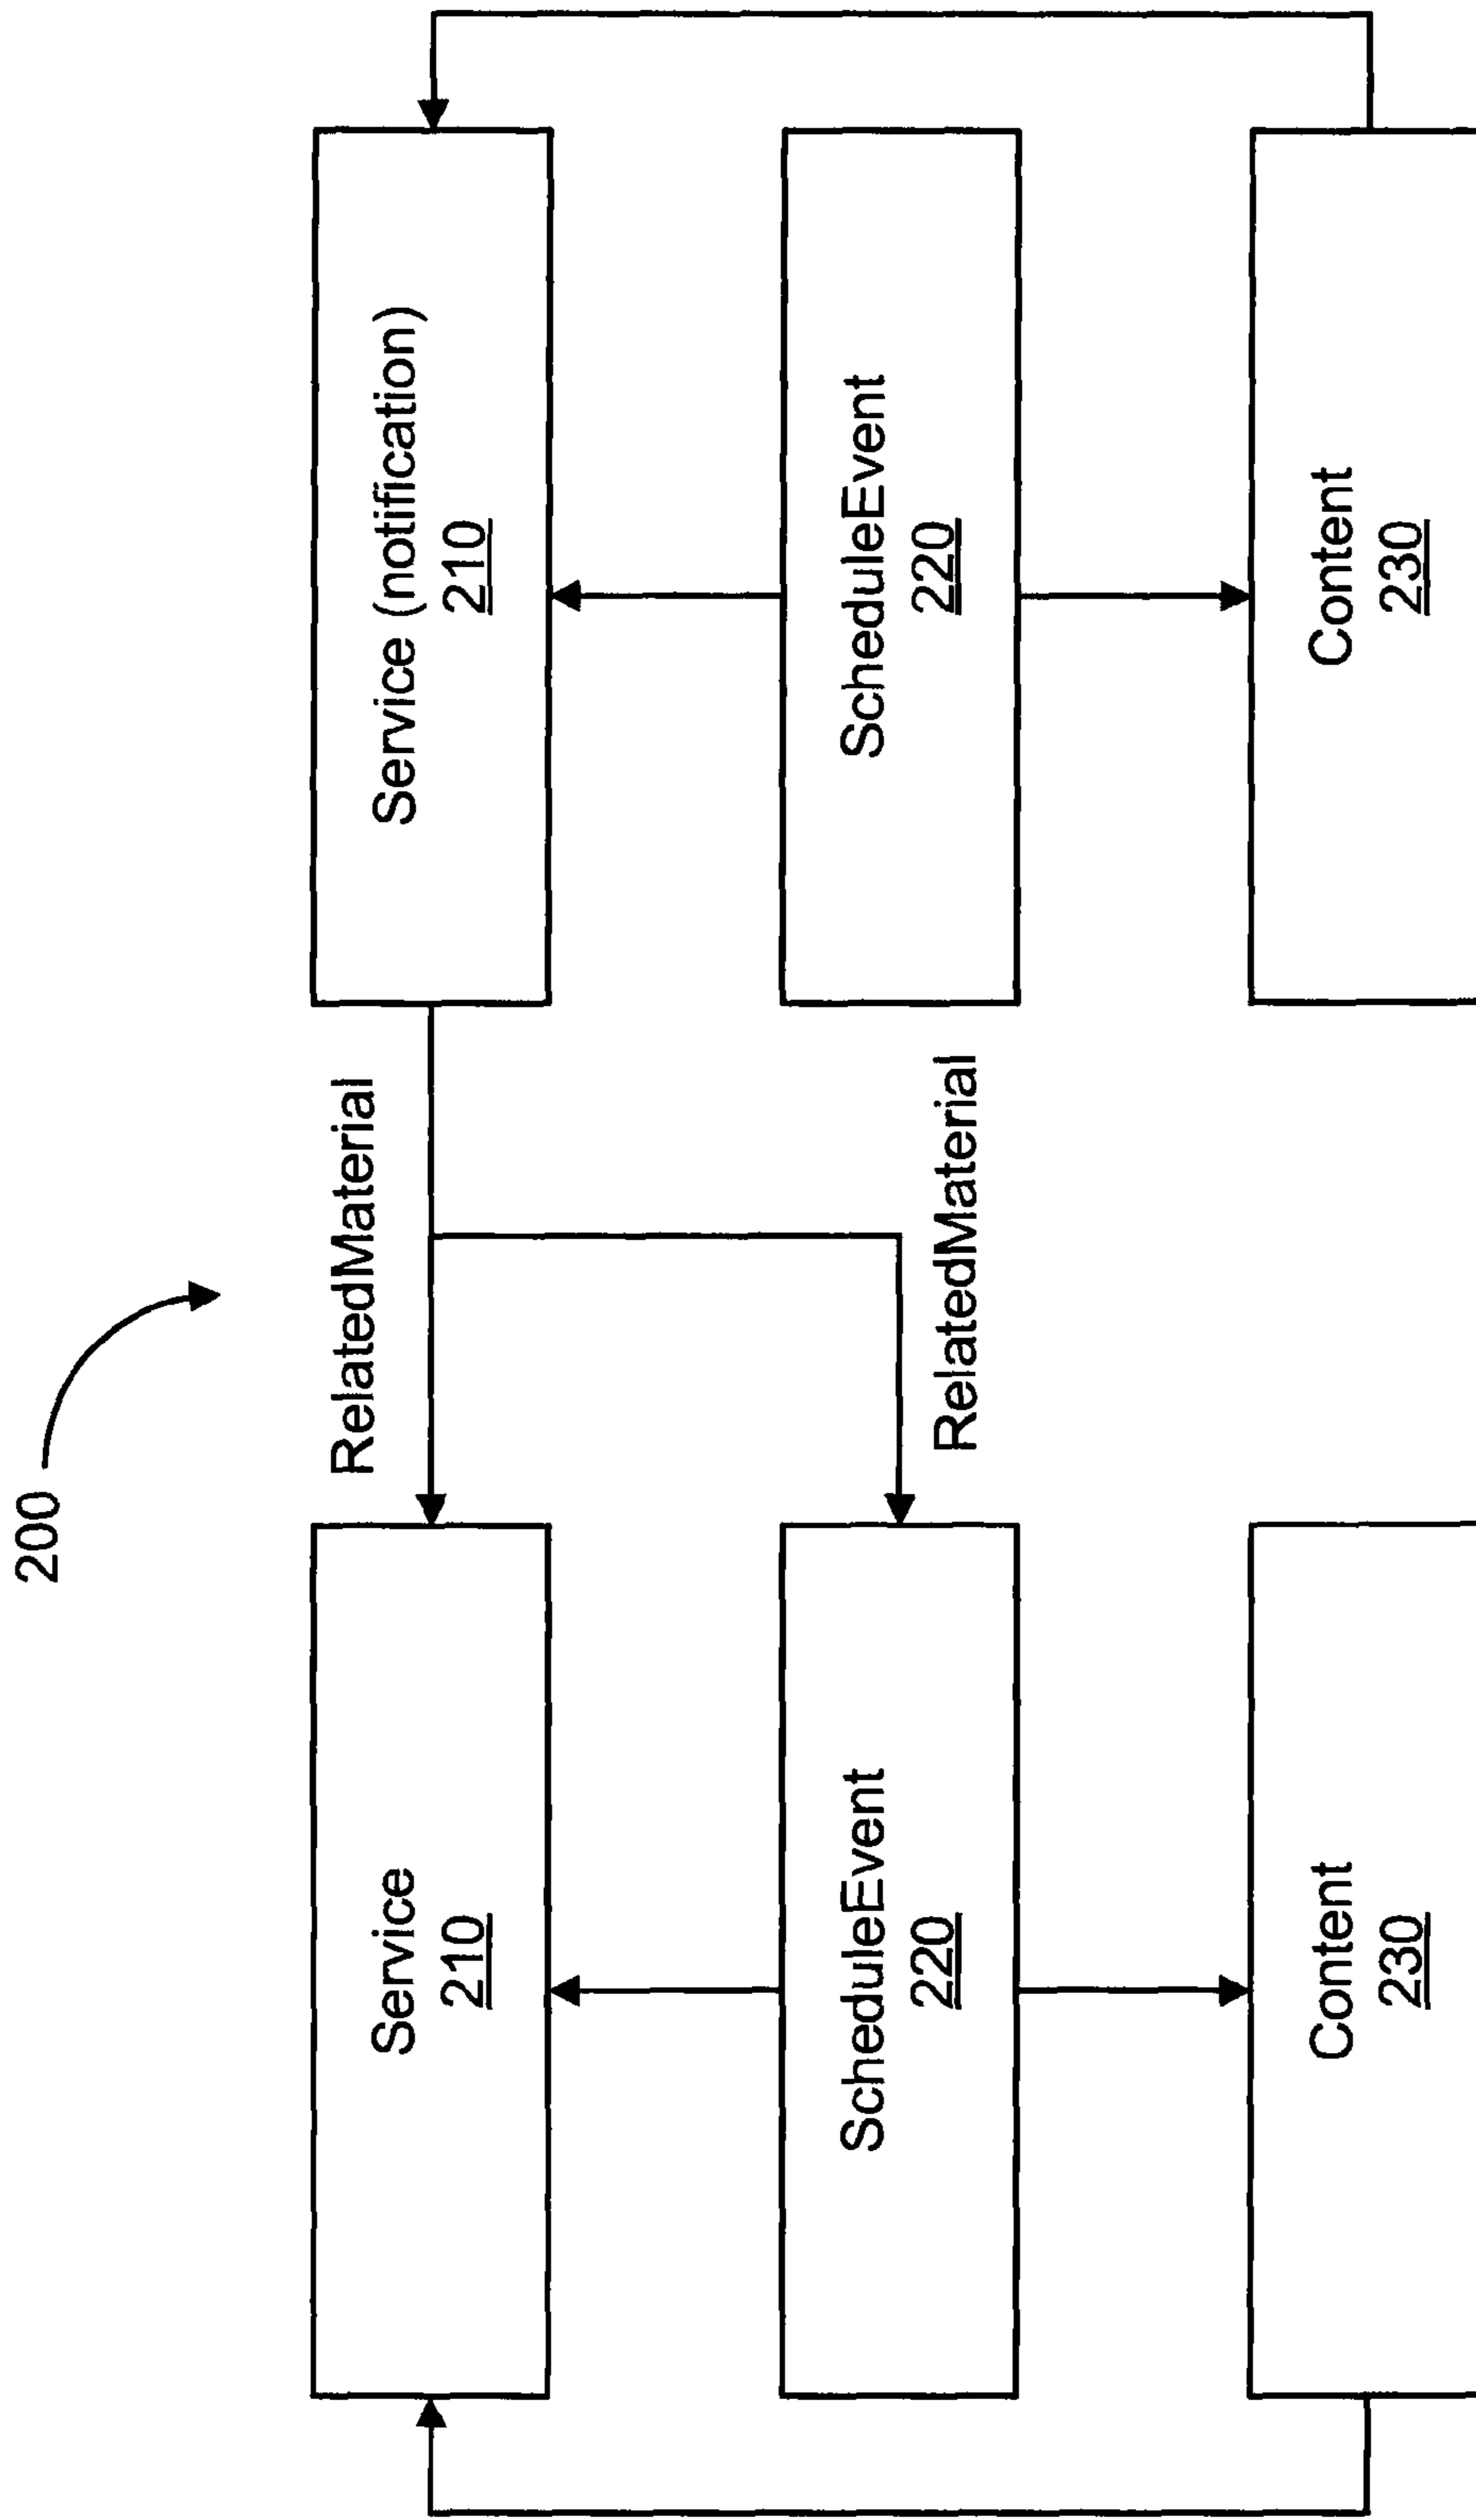 200
Service
210
RelatedMaterial
Service (notification)
210
ScheduleEvent
220
RelatedMaterial
ScheduleEvent
220
Content
230
Content
230